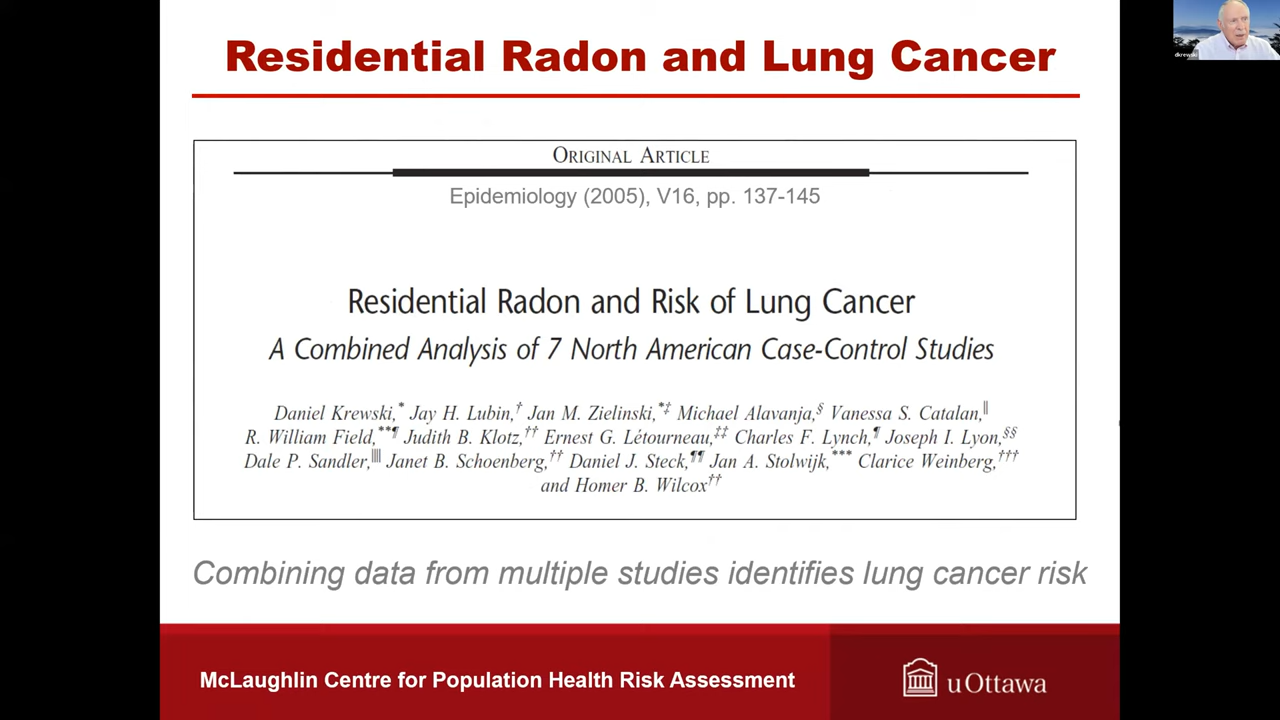 Residential Radon and Lung Cancer
dkrewski
ORIGINAL ARTICLE
Epidemiology (2005), V16, pp. 137-145
Residential Radon and Risk of Lung Cancer
A Combined Analysis of 7 North American Case-Control Studies
Daniel Krewski,* Jay H. Lubin,† Jan M. Zielinski,*‡ Michael Alavanja,§ Vanessa S. Catalan,||
R. William Field,**¶ Judith B. Klotz,†† Ernest G. Létourneau,‡‡ Charles F. Lynch,¶ Joseph I. Lyon,§§
Dale P. Sandler,|||| Janet B. Schoenberg,†† Daniel J. Steck,¶¶ Jan A. Stolwijk,*** Clarice Weinberg,†††
and Homer B. Wilcox††
Combining data from multiple studies identifies lung cancer risk
McLaughlin Centre for Population Health Risk Assessment
uOttawa